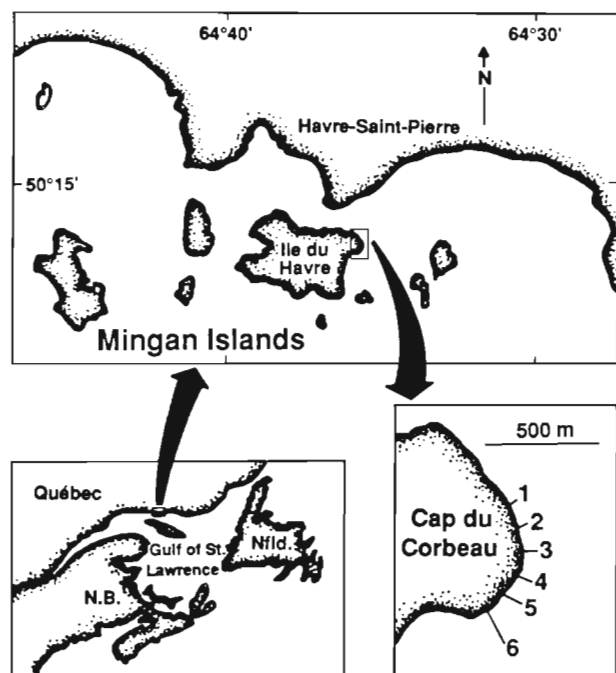 64°40'
64°30'
N
Havre-Saint-Pierre
50°15'
Ile du
Havre
Mingan Islands
Québec
Gulf of St.
Lawrence
Nfld.
N.B.
500 m
Cap du
Corbeau
1
2
3
4
5
6